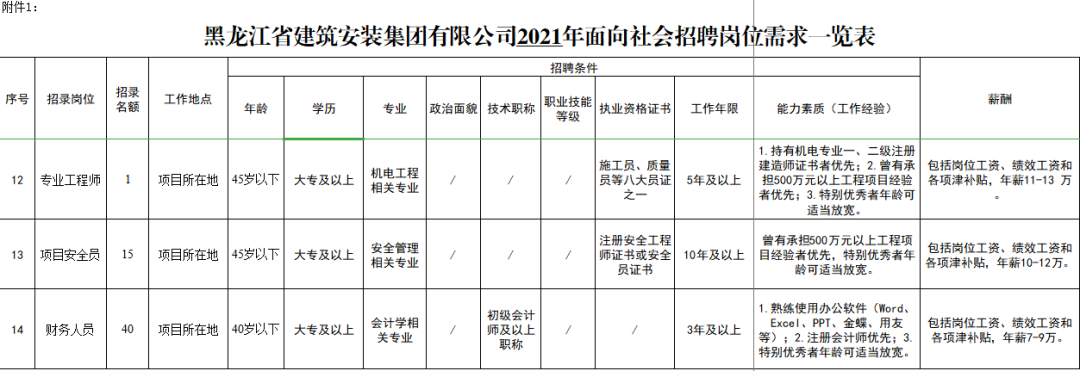 附件1：
黑龙江省建筑安装集团有限公司2021年面向社会招聘岗位需求一览表
序号
招录岗位
招录
名额
工作地点
招聘条件
薪酬
年龄
学历
专业
政治面貌
技术职称
职业技能
等级
执业资格证书
工作年限
能力素质（工作经验）
12
专业工程师
1
项目所在地
45岁以下
大专及以上
机电工程
相关专业
/
/
/
施工员、质量
员等八大员证
之一
5年及以上
1.持有机电专业一、二级注册
建造师证书者优先；2.曾有承
担500万元以上工程项目经验
者优先；3.特别优秀者年龄可
适当放宽。
包括岗位工资、绩效工资和
各项津补贴，年薪11-13 万
。
13
项目安全员
15
项目所在地
45岁以下
大专及以上
安全管理
相关专业
/
/
/
注册安全工程
师证书或安全
员证书
10年及以上
曾有承担500万元以上工程项
目经验者优先，特别优秀者年
龄可适当放宽。
包括岗位工资、绩效工资和
各项津补贴，年薪10-12万。
14
财务人员
40
项目所在地
40岁以下
大专及以上
会计学相
关专业
/
初级会计
师及以上
职称
/
/
3年及以上
1.熟练使用办公软件（Word、
Excel、PPT、金蝶、用友
等）；2.注册会计师优先；3.
特别优秀者年龄可适当放宽。
包括岗位工资、绩效工资和
各项津补贴，年薪7-9万。